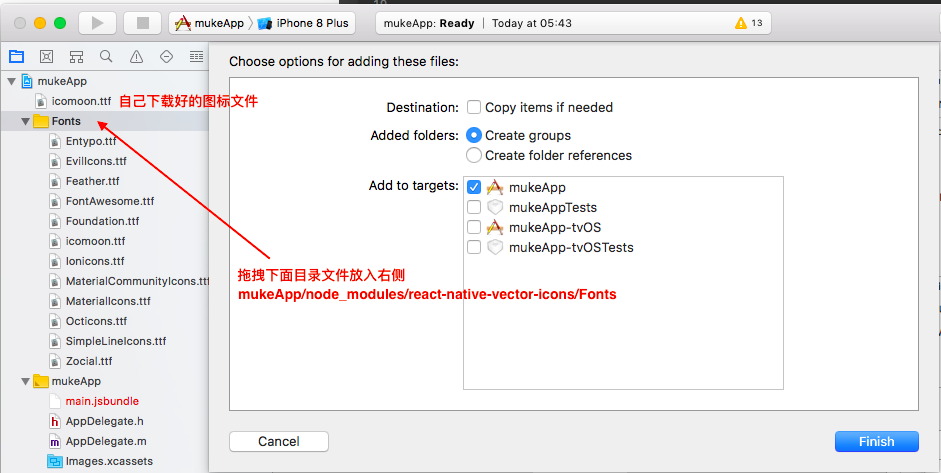 mukeApp
iPhone 8 Plus
mukeApp: Ready | Today at 05:43
13
mukeApp
icomoon.ttf
自己下载好的图标文件
Fonts
Entypo.ttf
EvilIcons.ttf
Feather.ttf
FontAwesome.ttf
Foundation.ttf
icomoon.ttf
Ionicons.ttf
MaterialCommunityIcons.ttf
MaterialIcons.ttf
Octicons.ttf
SimpleLineIcons.ttf
Zocial.ttf
mukeApp
main.jsbundle
AppDelegate.h
AppDelegate.m
Images.xcassets
Choose options for adding these files:
Destination:
Copy items if needed
Added folders:
Create groups
Create folder references
Add to targets:
mukeApp
mukeAppTests
mukeApp-tvOS
mukeApp-tvOSTests
拖拽下面目录文件放入右侧
mukeApp/node_modules/react-native-vector-icons/Fonts
Cancel
Finish